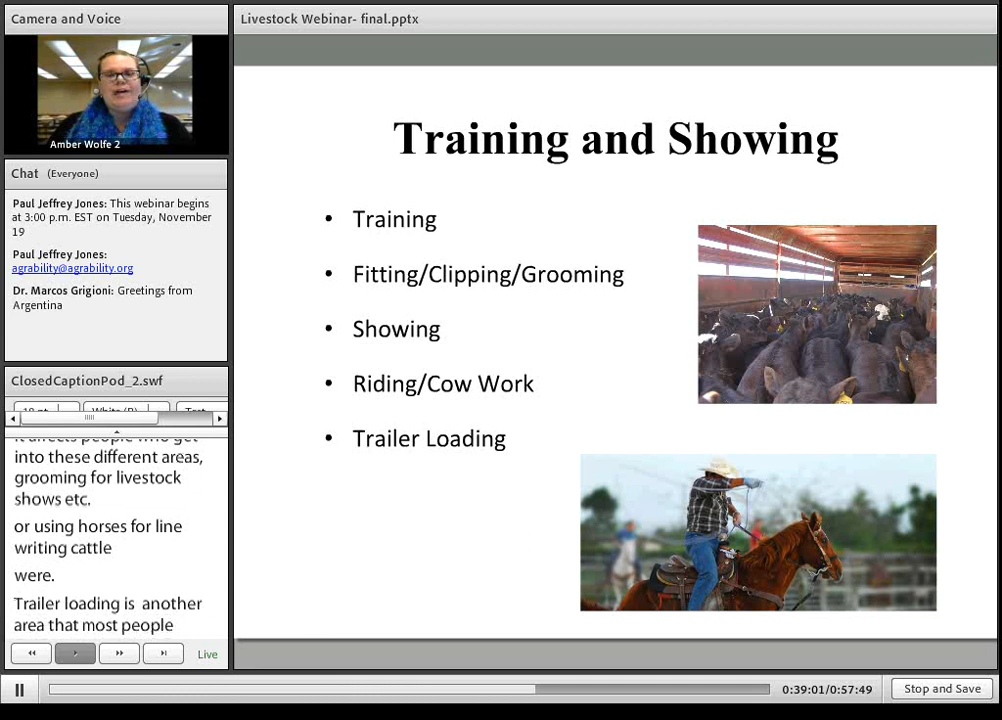 Camera and Voice
Amber Wolfe 2
Chat (Everyone)
Paul Jeffrey Jones: This webinar begins
at 3:00 p.m. EST on Tuesday, November
19
Paul Jeffrey Jones:
agrability@agrability.org
Dr. Marcos Grigioni: Greetings from
Argentina
ClosedCaptionPod_2.swf
It affects people who get
into these different areas,
grooming for livestock
shows etc.
or using horses for line
writing cattle
were.
Trailer loading is another
area that most people
Live
Livestock Webinar- final.pptx
Training and Showing
• Training
• Fitting/Clipping/Grooming
• Showing
• Riding/Cow Work
• Trailer Loading
0:39:01/0:57:49
Stop and Save